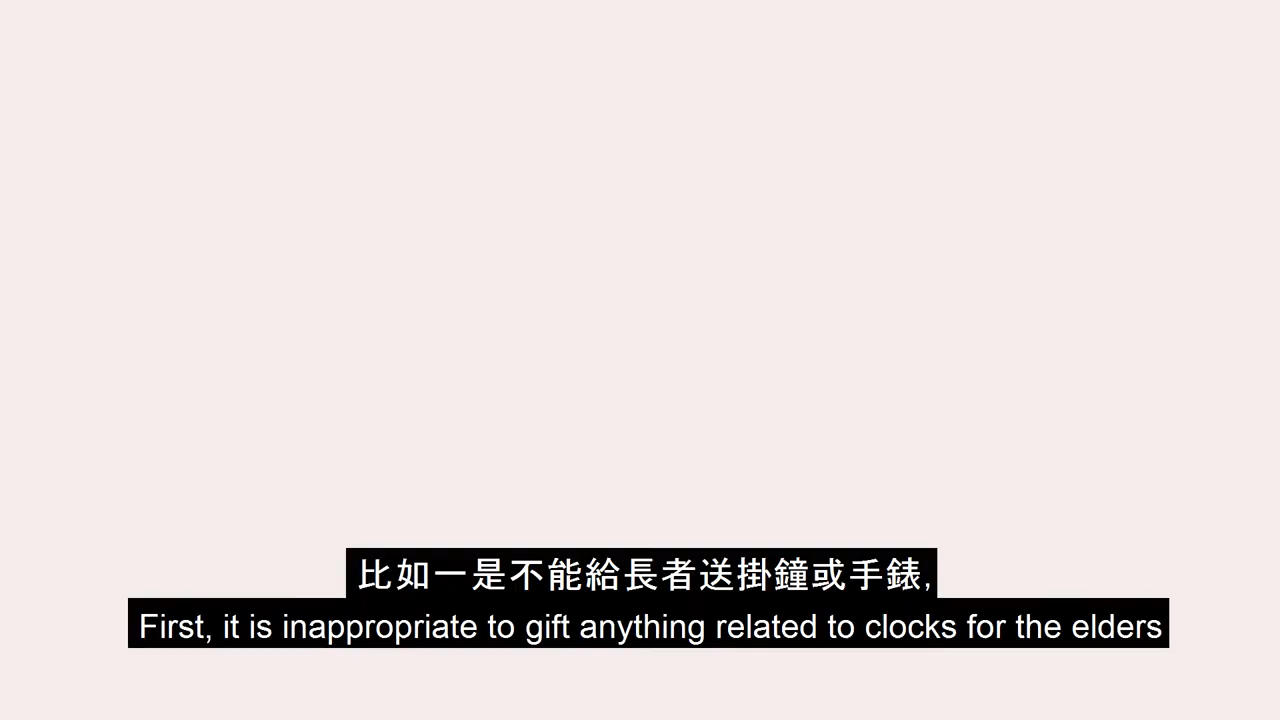 比如一是不能給長者送掛鐘或手錶,
First, it is inappropriate to gift anything related to clocks for the elders